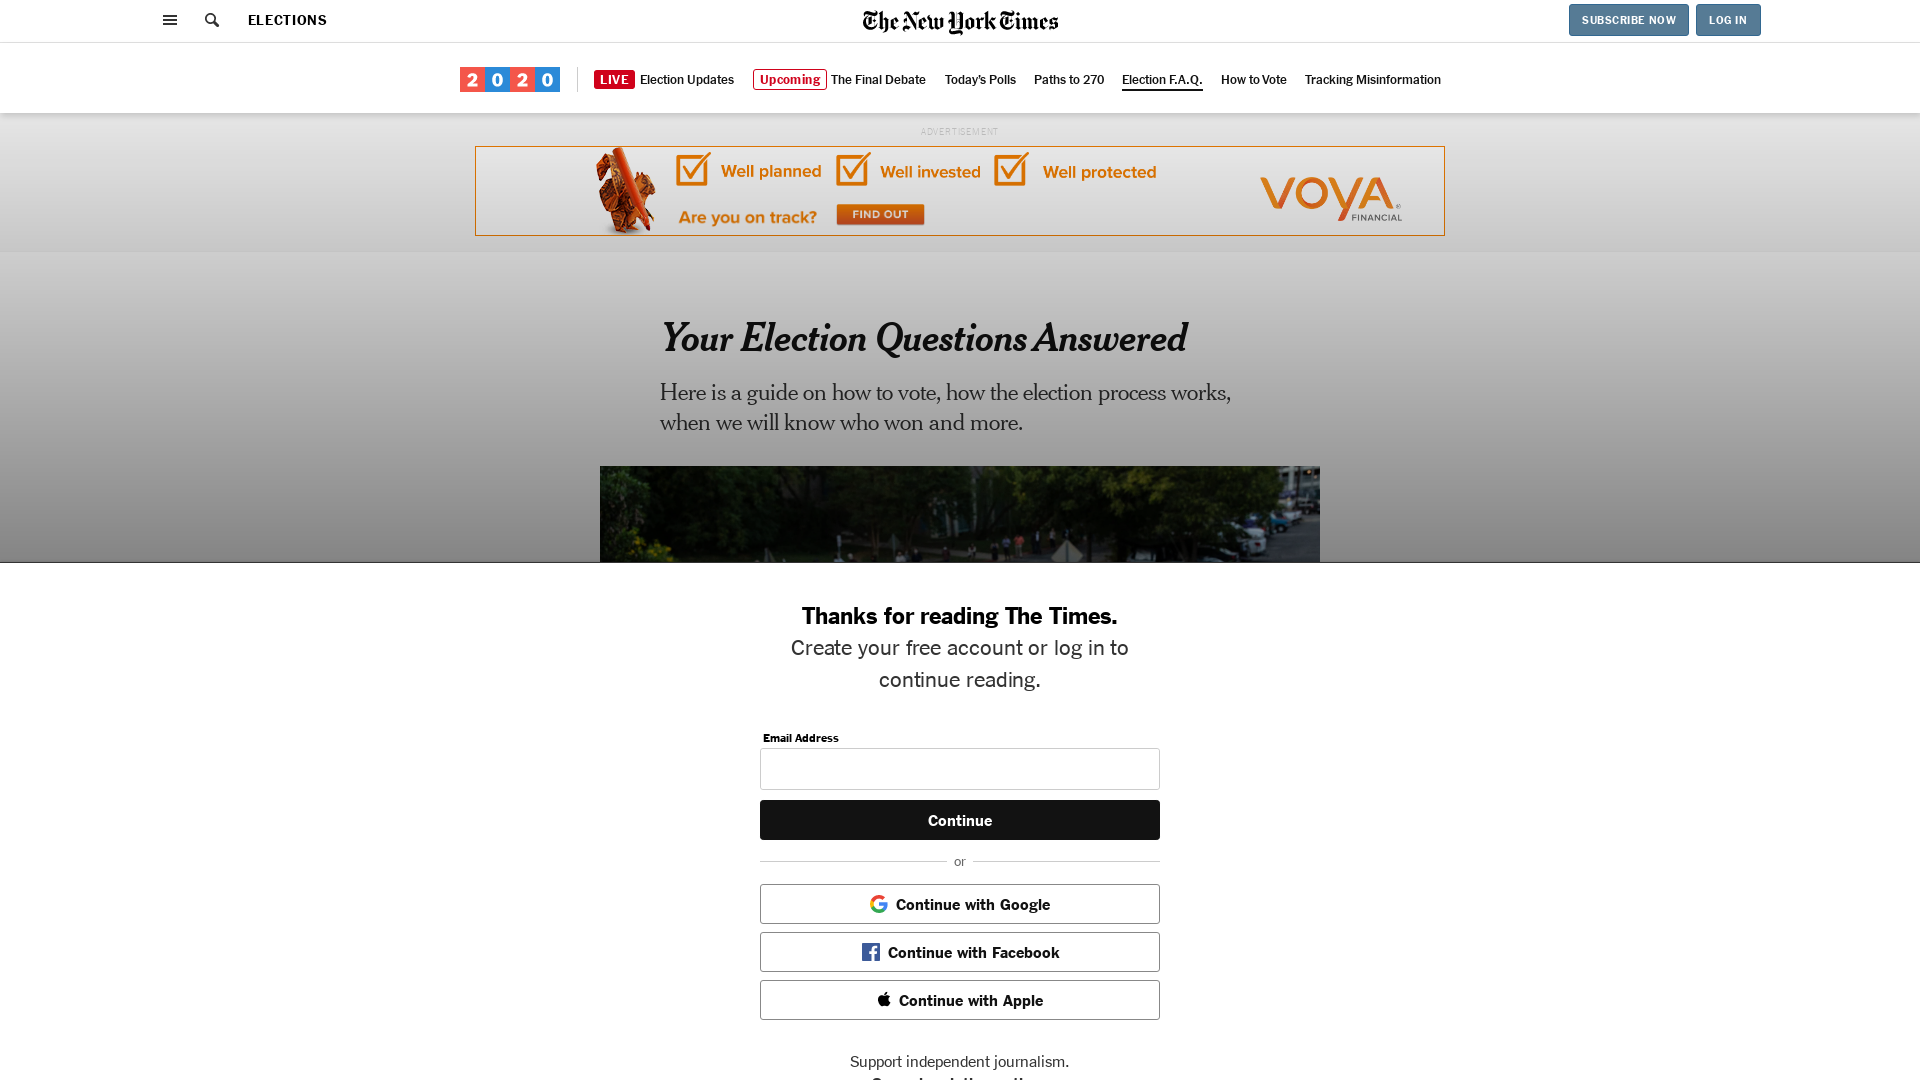 ELECTIONS
The New York Times
SUBSCRIBE NOW
LOG IN
2020
LIVE Election Updates
Upcoming The Final Debate
Today's Polls
Paths to 270
Election F.A.Q.
How to Vote
Tracking Misinformation
ADVERTISEMENT
Well planned
Well invested
Well protected
Are you on track?
FIND OUT
VOYA
FINANCIAL
Your Election Questions Answered
Here is a guide on how to vote, how the election process works,
when we will know who won and more.
Thanks for reading The Times.
Create your free account or log in to
continue reading.
Email Address
Continue
or
Continue with Google
Continue with Facebook
Continue with Apple
Support independent journalism.